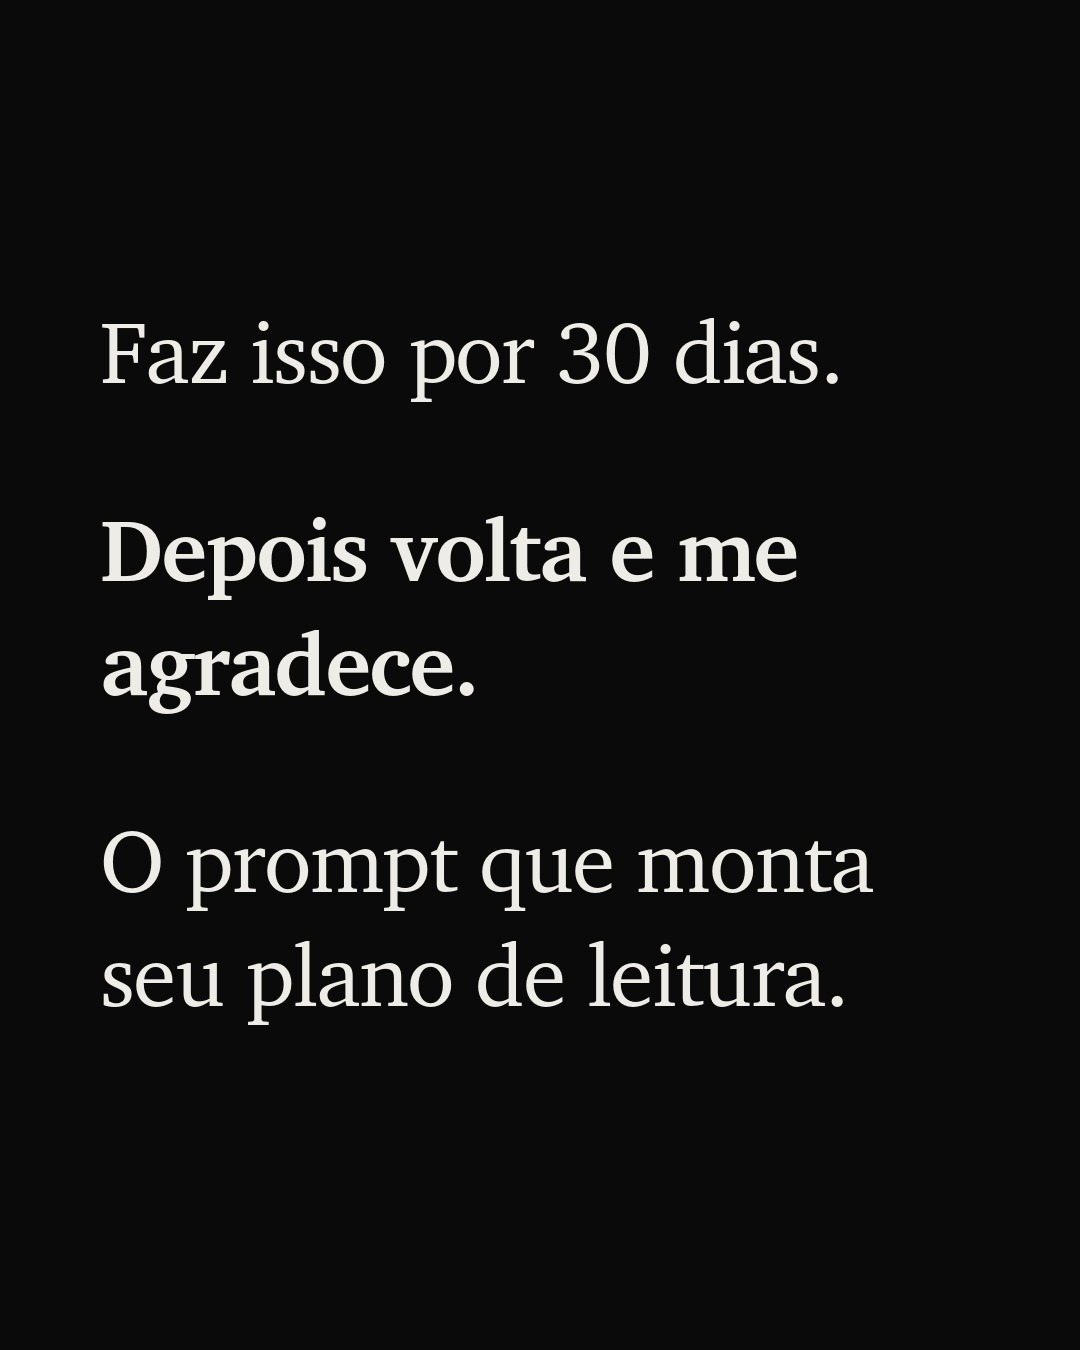 Faz isso por 30 dias.
Depois volta e me
agradece.
O prompt que monta
seu plano de leitura.